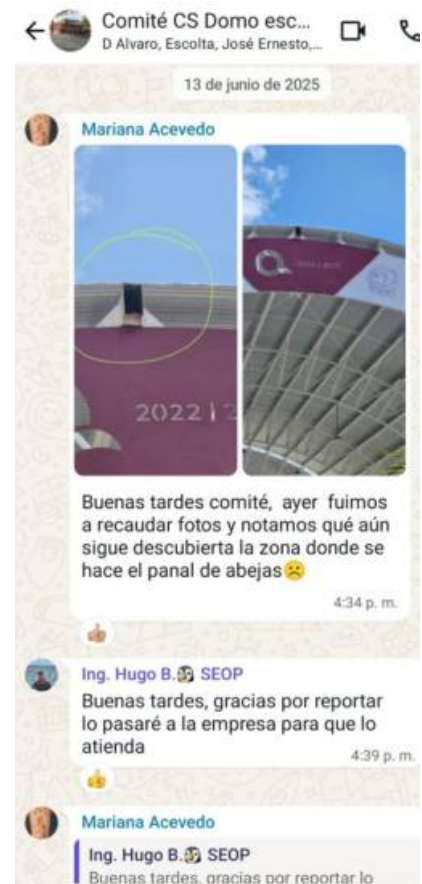 Comité CS Domo esc...
D Alvaro, Escolta, José Ernesto,...
13 de junio de 2025
Mariana Acevedo
2022 | 2
Buenas tardes comité, ayer fuimos
a recaudar fotos y notamos qué aún
sigue descubierta la zona donde se
hace el panal de abejas☹️
4:34 p. m.
Ing. Hugo B.🐧 SEOP
Buenas tardes, gracias por reportar
lo pasaré a la empresa para que lo
atienda
4:39 p. m.
Mariana Acevedo
Ing. Hugo B.🐧 SEOP
Buenas tardes, gracias por reportar lo